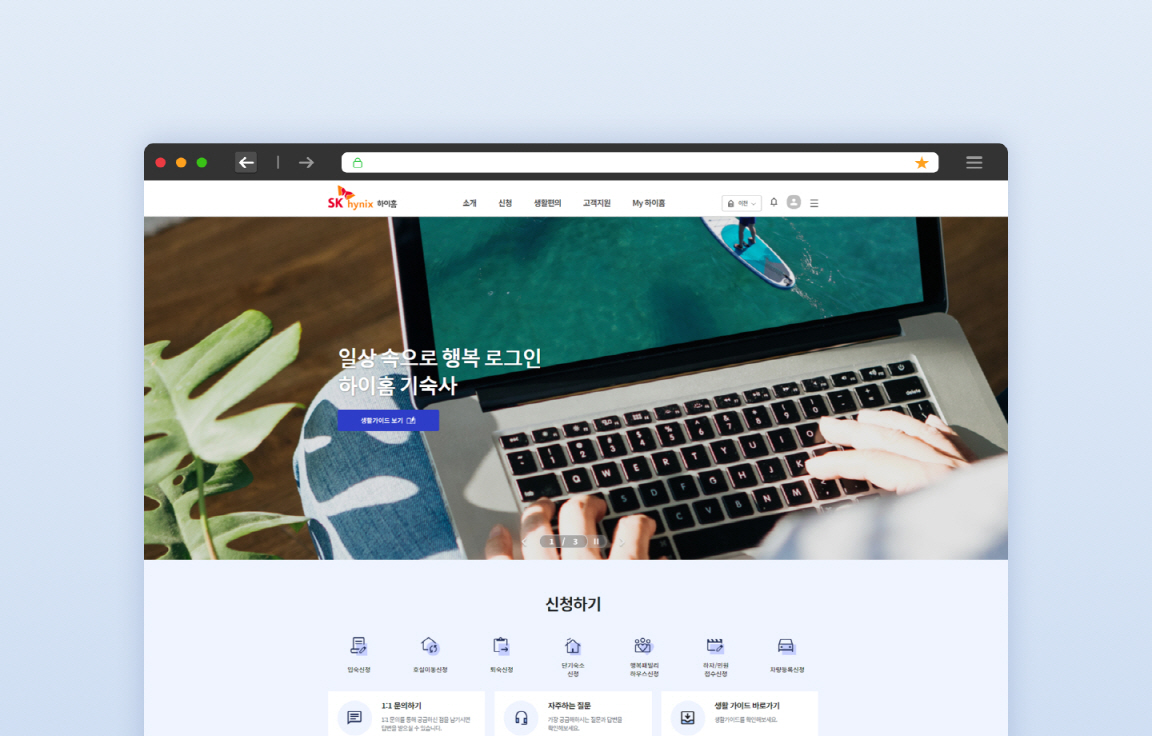 SK hynix 하이홈
소개 신청 생활편의 고객지원 My 하이홈
이천
일상 속으로 행복 로그인
하이홈 기숙사
생활가이드 보기
1 / 3
신청하기
입숙신청
호실이동신청
퇴숙신청
단기숙소
신청
행복패밀리
하우스신청
하자/민원
접수신청
차량등록신청
1:1 문의하기
1:1 문의를 통해 궁금하신 점을 남기시면
답변을 받으실 수 있습니다.
자주하는 질문
가장 궁금해하시는 질문과 답변을
확인해보세요.
생활 가이드 바로가기
생활가이드를 확인해보세요.